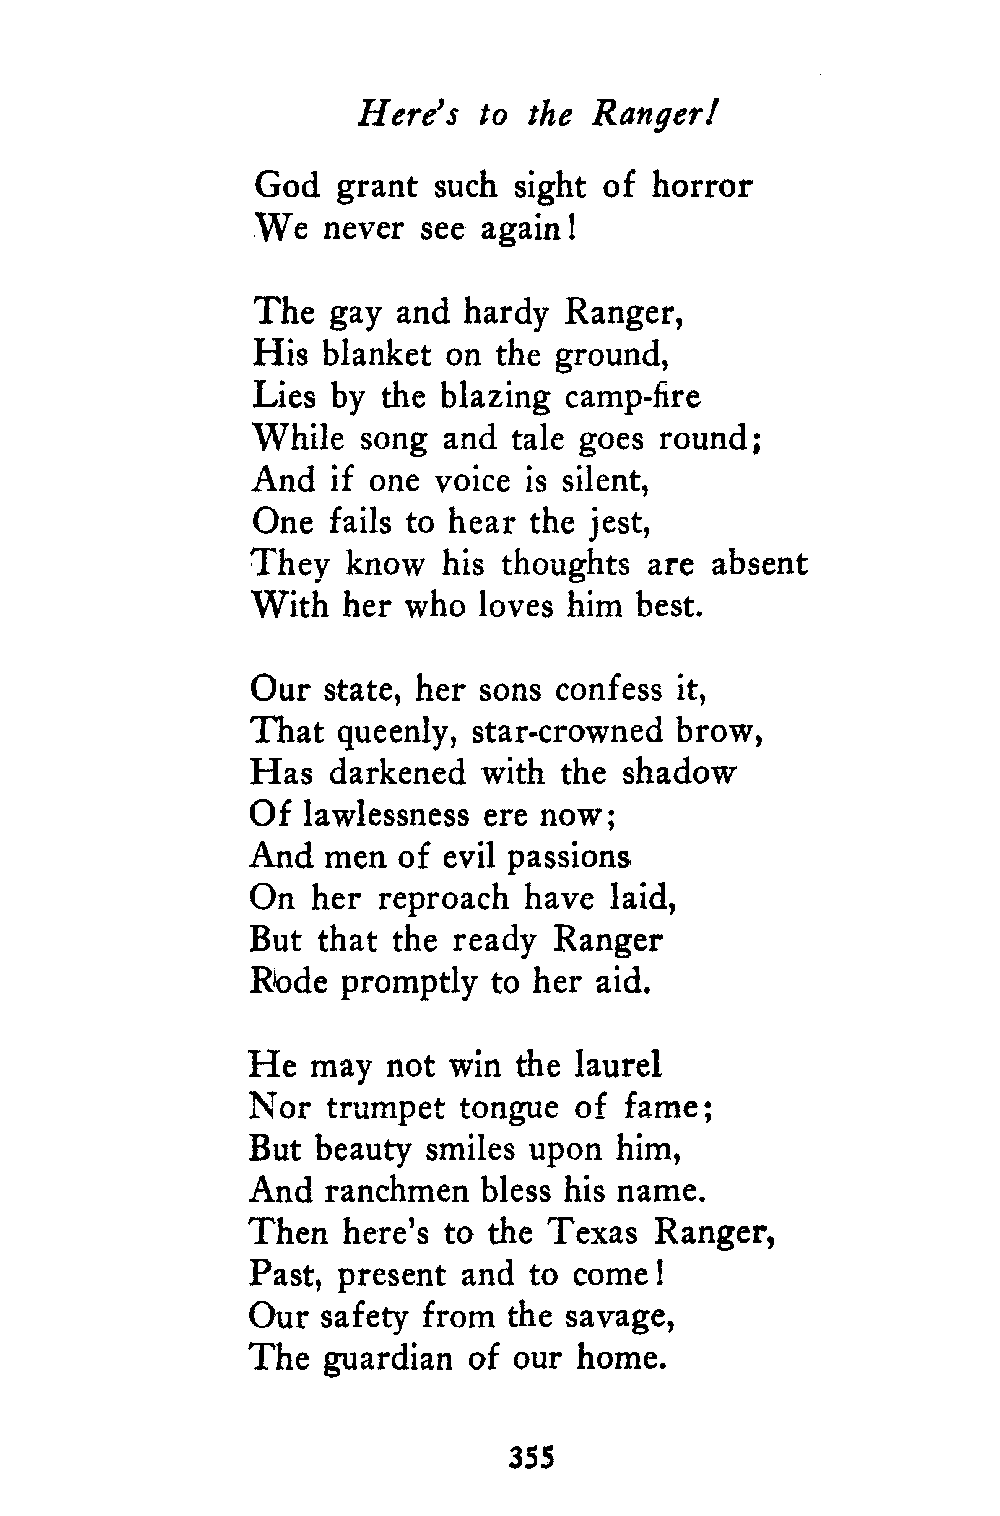 Here's to the Ranger!
God grant such sight of horror
We never see again!
The gay and hardy Ranger,
His blanket on the ground,
Lies by the blazing camp-fire
While song and tale goes round;
And if one voice is silent,
One fails to hear the jest,
They know his thoughts are absent
With her who loves him best.
Our state, her sons confess it,
That queenly, star-crowned brow,
Has darkened with the shadow
Of lawlessness ere now;
And men of evil passions
On her reproach have laid,
But that the ready Ranger
Rode promptly to her aid.
He may not win the laurel
Nor trumpet tongue of fame;
But beauty smiles upon him,
And ranchmen bless his name.
Then here's to the Texas Ranger,
Past, present and to come!
Our safety from the savage,
The guardian of our home.
355